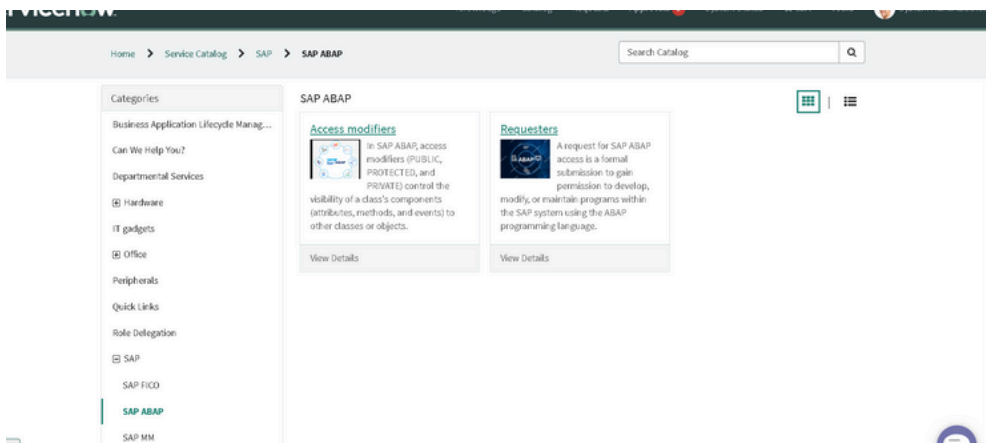 Home > Service Catalog > SAP > SAP ABAP
Search Catalog
Categories
Business Application Lifecycle Manag...
Can We Help You?
Departmental Services
Hardware
IT gadgets
Office
Peripherals
Quick Links
Role Delegation
SAP
SAP FICO
SAP ABAP
SAP MM
SAP ABAP
Access modifiers
In SAP ABAP, access
modifiers (PUBLIC,
PROTECTED, and
PRIVATE) control the
visibility of a class's components
(attributes, methods, and events) to
other classes or objects.
View Details
Requesters
A request for SAP ABAP
access is a formal
submission to gain
permission to develop,
modify, or maintain programs within
the SAP system using the ABAP
programming language.
View Details